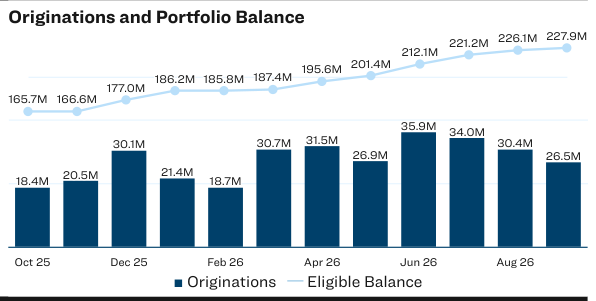 Originations and Portfolio Balance
165.7M 166.6M 177.0M 186.2M 185.8M 187.4M 195.6M 201.4M 212.1M 221.2M 226.1M 227.9M
18.4M 20.5M 30.1M 21.4M 18.7M 30.7M 31.5M 26.9M 35.9M 34.0M 30.4M 26.5M
Oct 25 Dec 25 Feb 26 Apr 26 Jun 26 Aug 26
Originations Eligible Balance